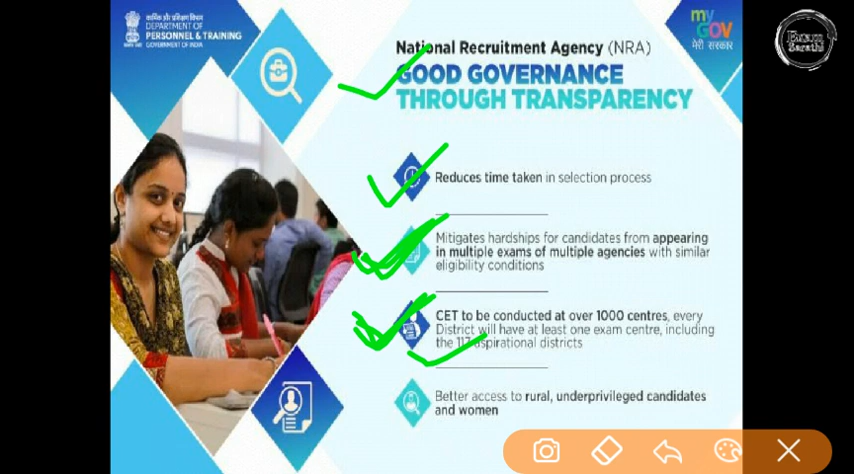 कार्मिक और प्रशिक्षण विभाग
DEPARTMENT OF
PERSONNEL & TRAINING
GOVERNMENT OF INDIA
my
GOV
मेरी सरकार
Exam
Sarathi
National Recruitment Agency (NRA)
GOOD GOVERNANCE
THROUGH TRANSPARENCY
Reduces time taken in selection process
Mitigates hardships for candidates from appearing
in multiple exams of multiple agencies with similar
eligibility conditions
CET to be conducted at over 1000 centres, every
District will have at least one exam centre, including
the 117 aspirational districts
Better access to rural, underprivileged candidates
and women